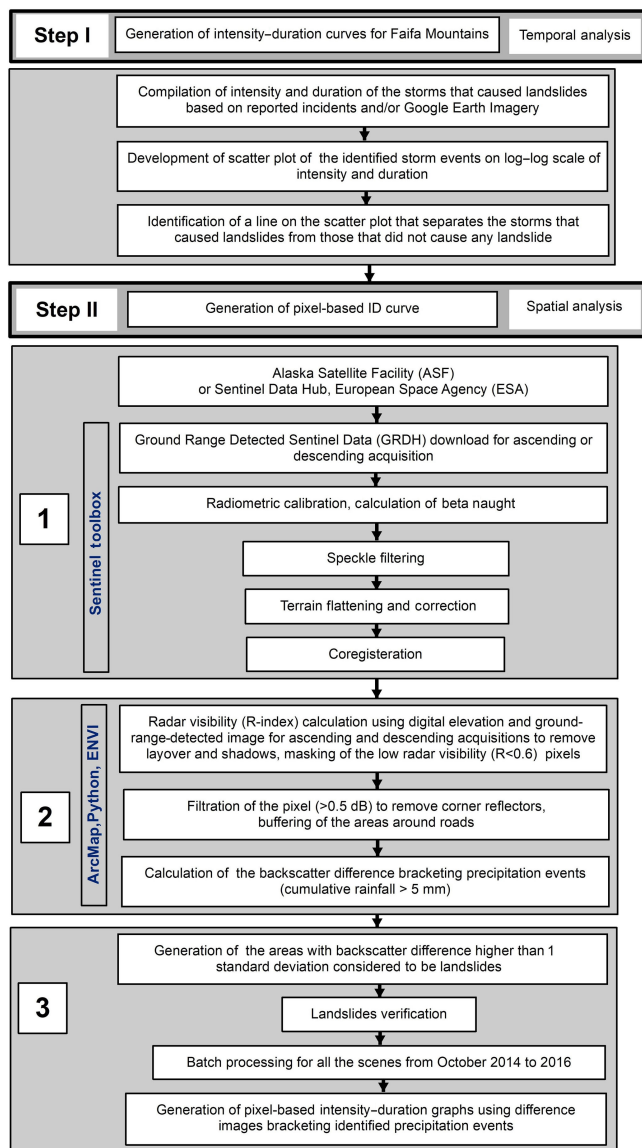 Step I
Generation of intensity–duration curves for Faifa Mountains
Temporal analysis
Compilation of intensity and duration of the storms that caused landslides
based on reported incidents and/or Google Earth Imagery
Development of scatter plot of the identified storm events on log–log scale of
intensity and duration
Identification of a line on the scatter plot that separates the storms that
caused landslides from those that did not cause any landslide
Step II
Generation of pixel-based ID curve
Spatial analysis
1
Sentinel toolbox
Alaska Satellite Facility (ASF)
or Sentinel Data Hub, European Space Agency (ESA)
Ground Range Detected Sentinel Data (GRDH) download for ascending or
descending acquisition
Radiometric calibration, calculation of beta naught
Speckle filtering
Terrain flattening and correction
Coregisteration
2
ArcMap,Python, ENVI
Radar visibility (R-index) calculation using digital elevation and ground-
range-detected image for ascending and descending acquisitions to remove
layover and shadows, masking of the low radar visibility (R<0.6) pixels
Filtration of the pixel (>0.5 dB) to remove corner reflectors,
buffering of the areas around roads
Calculation of the backscatter difference bracketing precipitation events
(cumulative rainfall > 5 mm)
3
Generation of the areas with backscatter difference higher than 1
standard deviation considered to be landslides
Landslides verification
Batch processing for all the scenes from October 2014 to 2016
Generation of pixel-based intensity–duration graphs using difference
images bracketing identified precipitation events